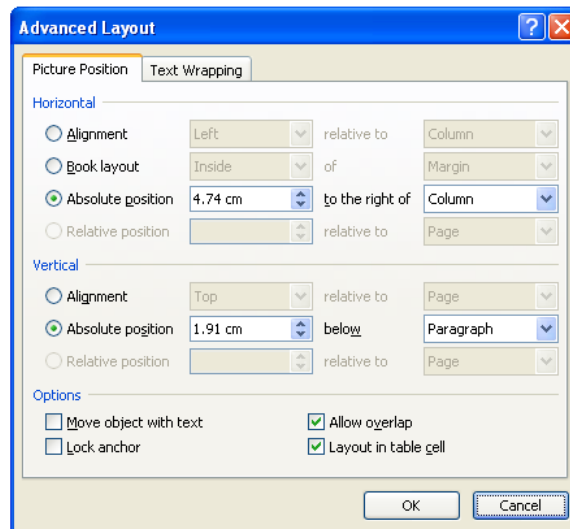 Advanced Layout
Picture Position Text Wrapping
Horizontal
Alignment Left relative to Column
Book layout Inside of Margin
Absolute position 4.74 cm to the right of Column
Relative position relative to Page
Vertical
Alignment Top relative to Page
Absolute position 1.91 cm below Paragraph
Relative position relative to Page
Options
Move object with text Allow overlap
Lock anchor Layout in table cell
OK Cancel